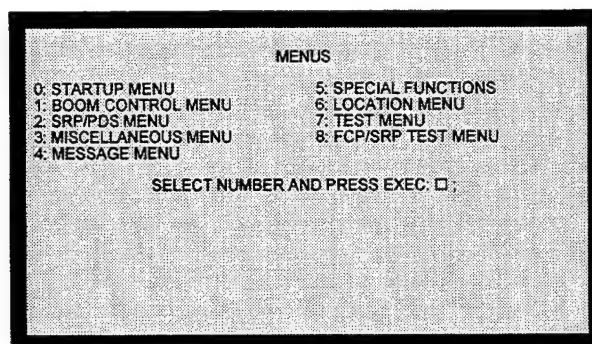 MENUS
0: STARTUP MENU
1: BOOM CONTROL MENU
2: SRP/PDS MENU
3: MISCELLANEOUS MENU
4: MESSAGE MENU
5: SPECIAL FUNCTIONS
6: LOCATION MENU
7: TEST MENU
8: FCP/SRP TEST MENU
SELECT NUMBER AND PRESS EXEC: □ ;